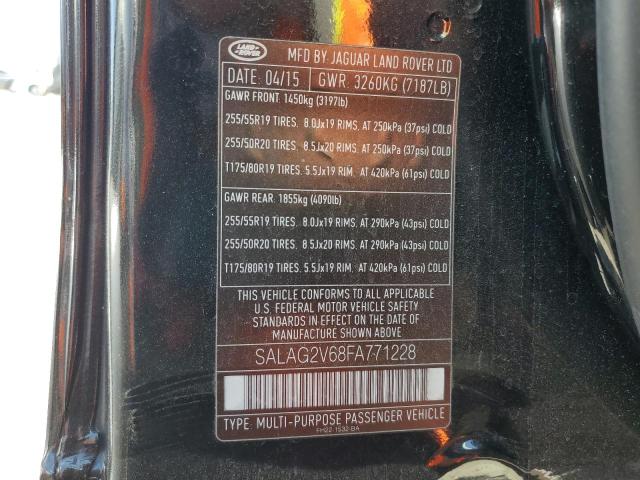 LAND
ROVER
MFD BY JAGUAR LAND ROVER LTD
DATE: 04/15 GWR: 3260KG (7187LB)
GAWR FRONT: 1450kg (3197lb)
255/55R19 TIRES. 8.0Jx19 RIMS. AT 250kPa (37psi) COLD
255/50R20 TIRES. 8.5Jx20 RIMS. AT 250kPa (37psi) COLD
T175/80R19 TIRES. 5.5Jx19 RIM. AT 420kPa (61psi) COLD
GAWR REAR: 1855kg (4090lb)
255/55R19 TIRES. 8.0Jx19 RIMS. AT 290kPa (43psi) COLD
255/50R20 TIRES. 8.5Jx20 RIMS. AT 290kPa (43psi) COLD
T175/80R19 TIRES. 5.5Jx19 RIM. AT 420kPa (61psi) COLD
THIS VEHICLE CONFORMS TO ALL APPLICABLE
U.S. FEDERAL MOTOR VEHICLE SAFETY
STANDARDS IN EFFECT ON THE DATE OF
MANUFACTURE SHOWN ABOVE
SALAG2V68FA771228
TYPE: MULTI-PURPOSE PASSENGER VEHICLE
FH22-1532-BA